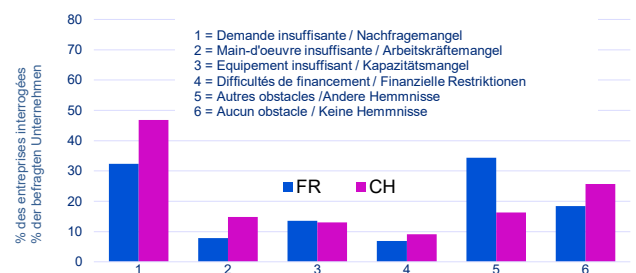 % des entreprises interrogées
% der befragten Unternehmen
80
70
60
50
40
30
20
10
0
1 = Demande insuffisante / Nachfragemangel
2 = Main-d'oeuvre insuffisante / Arbeitskräftemangel
3 = Equipement insuffisant / Kapazitätsmangel
4 = Difficultés de financement / Finanzielle Restriktionen
5 = Autres obstacles /Andere Hemmnisse
6 = Aucun obstacle / Keine Hemmnisse
FR CH
1 2 3 4 5 6